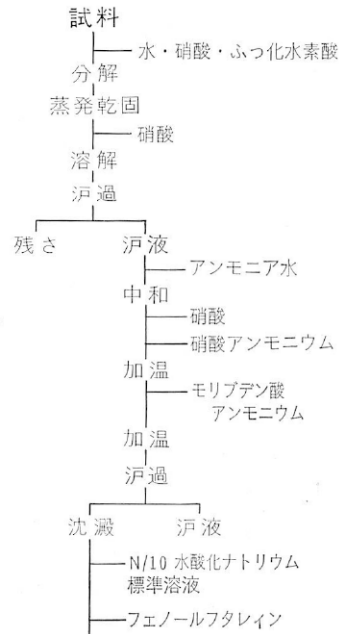 試料
水・硝酸・ふっ化水素酸
分解
蒸発乾固
硝酸
溶解
沪過
残さ 沪液
アンモニア水
中和
硝酸
硝酸アンモニウム
加温
モリブデン酸
アンモニウム
加温
沪過
沈澱 沪液
N/10 水酸化ナトリウム
標準溶液
フェノールフタレイン